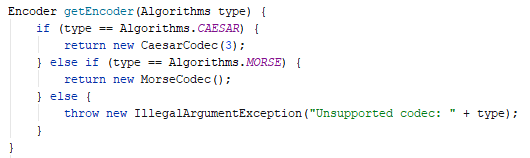 Encoder getEncoder(Algorithms type) {
    if (type == Algorithms.CAESAR) {
        return new CaesarCodec(3);
    } else if (type == Algorithms.MORSE) {
        return new MorseCodec();
    } else {
        throw new IllegalArgumentException("Unsupported codec: " + type);
    }
}